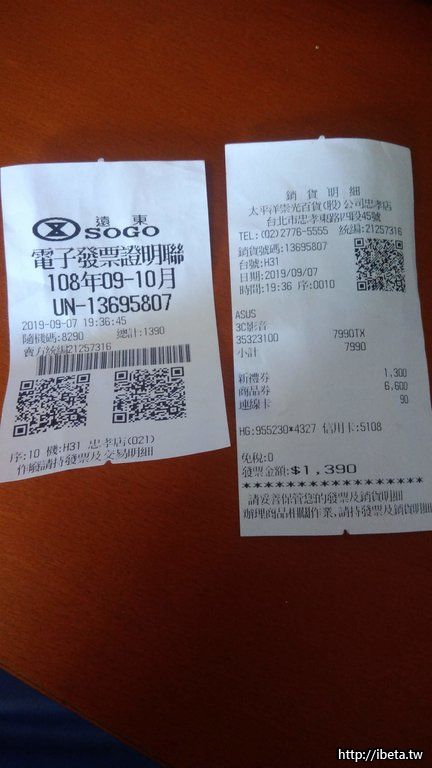 遠東
SOGO
電子發票證明聯
108年09-10月
UN-13695807
2019-09-07 19:36:45
隨機碼:8290 總計:1390
賣方統編21257316
序:10 機:H31 忠孝店(021)
作廢請持發票及交易明細
銷貨明細
太平洋崇光百貨(股)公司忠孝店
台北市忠孝東路四段45號
TEL:(02)2776-5555 統編:21257316
銷貨號碼:13695807
台號:H31
日期:2019/09/07
時間:19:36 序:0010
ASUS
3C影音
35323100 7990TX
小計 7990
新禮券 1,300
商品券 6,600
連線卡 90
HG:955230*4327 信用卡:5108
免稅:0
發票金額:$1,390
請妥善保管您的發票及銷貨明細
辦理商品相關作業,請持發票及銷貨明細
http://ibeta.tw